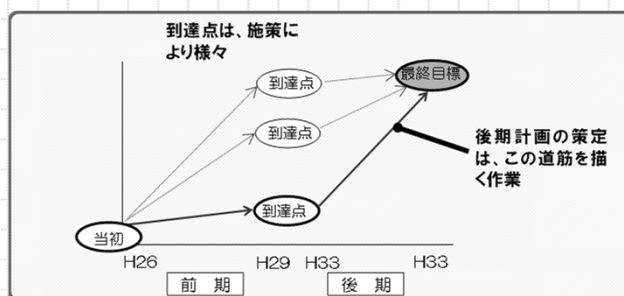 到達点は、施策に
より様々
到達点
最終目標
到達点
後期計画の策定
は、この道筋を描
く作業
到達点
当初
H26
H29
H33
H33
前　期
後　期